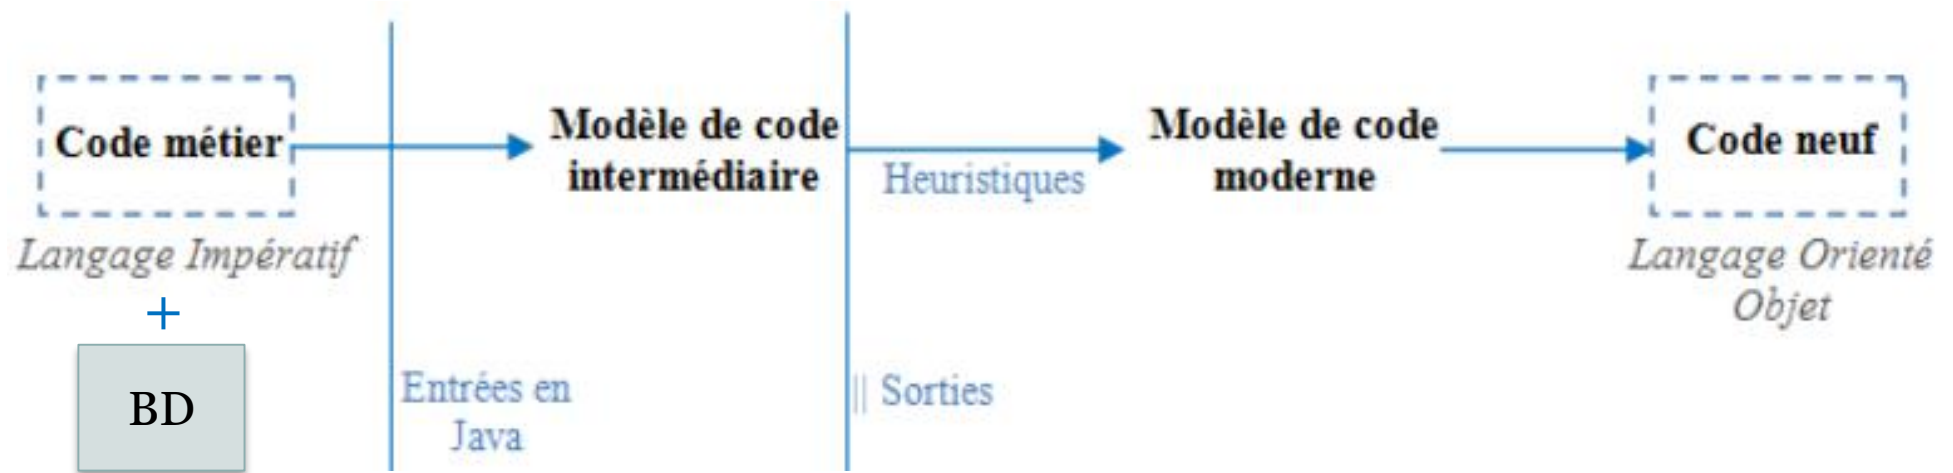 Code métier
Langage Impératif
+
BD
Entrées en
Java
Modèle de code
intermédiaire
Heuristiques
|| Sorties
Modèle de code
moderne
Code neuf
Langage Orienté
Objet